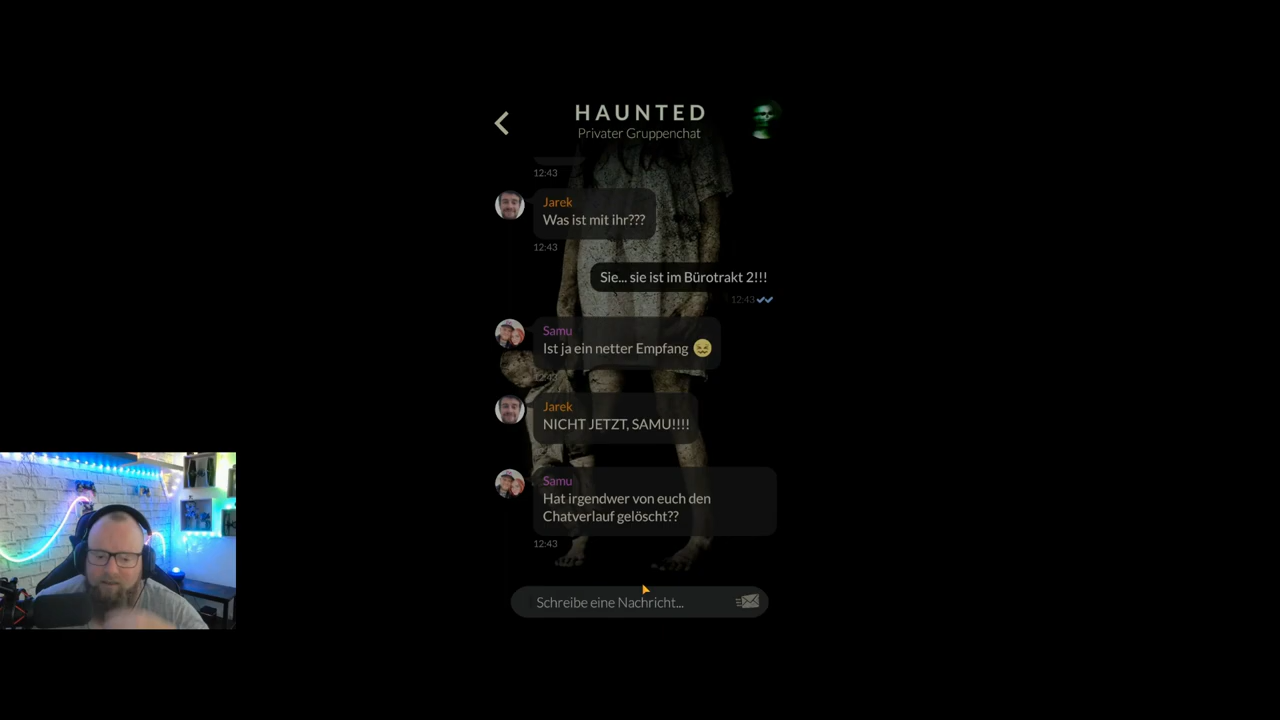 HAUNTED
Privater Gruppenchat
12:43
Jarek
Was ist mit ihr???
12:43
Sie... sie ist im Bürotrakt 2!!!
12:43
Samu
Ist ja ein netter Empfang 😖
12:43
Jarek
NICHT JETZT, SAMU!!!!
Samu
Hat irgendwer von euch den
Chatverlauf gelöscht??
12:43
Schreibe eine Nachricht...